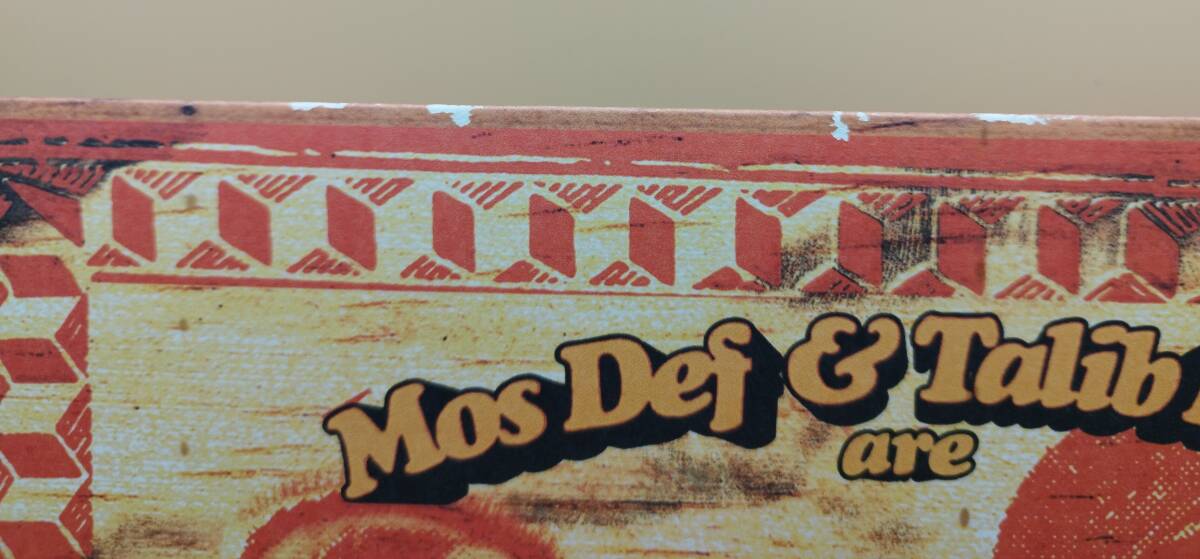 Mos Def & Talib
are